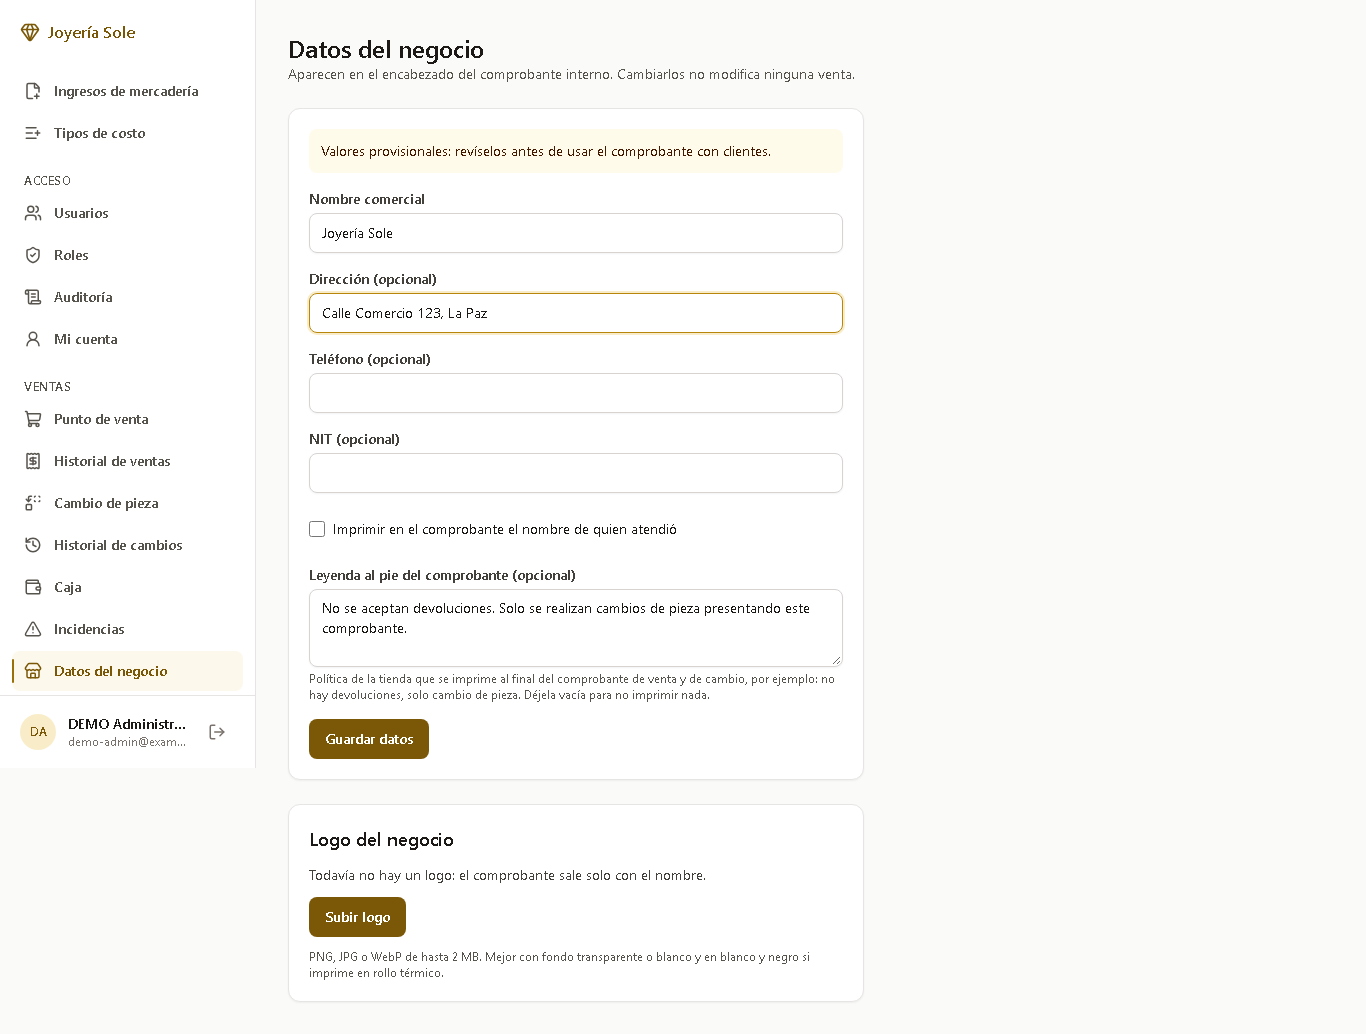 Joyería Sole
Ingresos de mercadería
Tipos de costo
ACCESO
Usuarios
Roles
Auditoría
Mi cuenta
VENTAS
Punto de venta
Historial de ventas
Cambio de pieza
Historial de cambios
Caja
Incidencias
Datos del negocio
DA
DEMO Administr...
demo-admin@exam...
Datos del negocio
Aparecen en el encabezado del comprobante interno. Cambiarlos no modifica ninguna venta.
Valores provisionales: revíselos antes de usar el comprobante con clientes.
Nombre comercial
Joyería Sole
Dirección (opcional)
Calle Comercio 123, La Paz
Teléfono (opcional)
NIT (opcional)
Imprimir en el comprobante el nombre de quien atendió
Leyenda al pie del comprobante (opcional)
No se aceptan devoluciones. Solo se realizan cambios de pieza presentando este
comprobante.
Política de la tienda que se imprime al final del comprobante de venta y de cambio, por ejemplo: no
hay devoluciones, solo cambio de pieza. Déjela vacía para no imprimir nada.
Guardar datos
Logo del negocio
Todavía no hay un logo: el comprobante sale solo con el nombre.
Subir logo
PNG, JPG o WebP de hasta 2 MB. Mejor con fondo transparente o blanco y en blanco y negro si
imprime en rollo térmico.